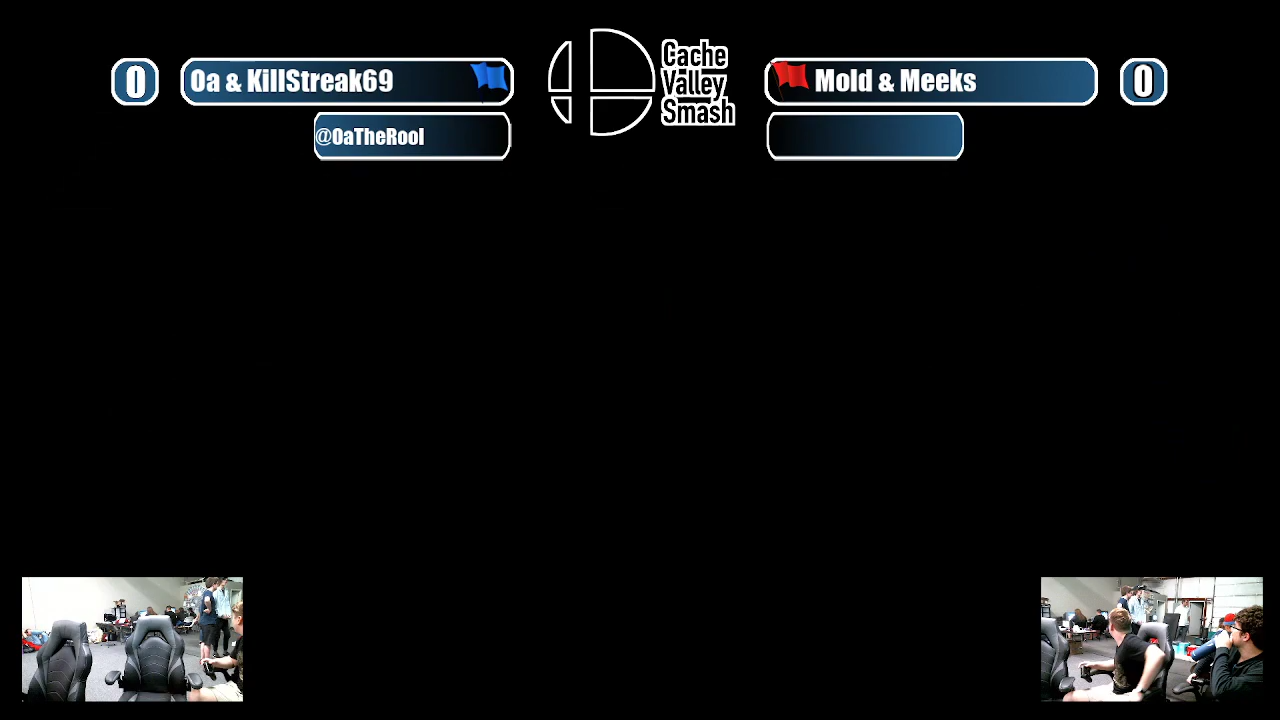 0
Oa & KillStreak69
Cache
Valley
Smash
Mold & Meeks
0
@OaTheRool